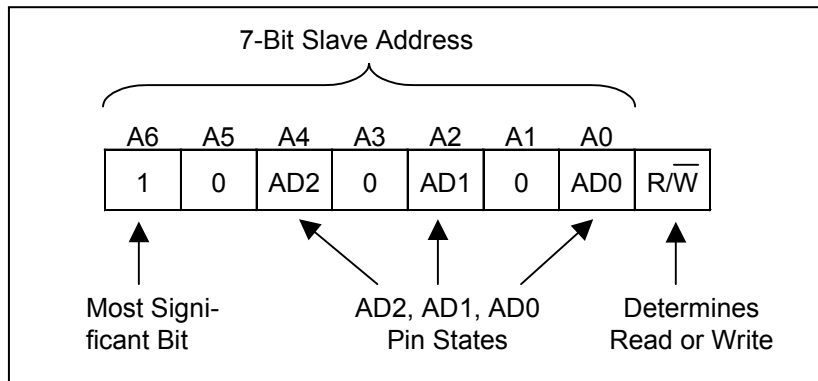 7-Bit Slave Address
A6 A5 A4 A3 A2 A1 A0
1 0 AD2 0 AD1 0 AD0 R/W̅
Most Signi- AD2, AD1, AD0 Determines
ficant Bit Pin States Read or Write